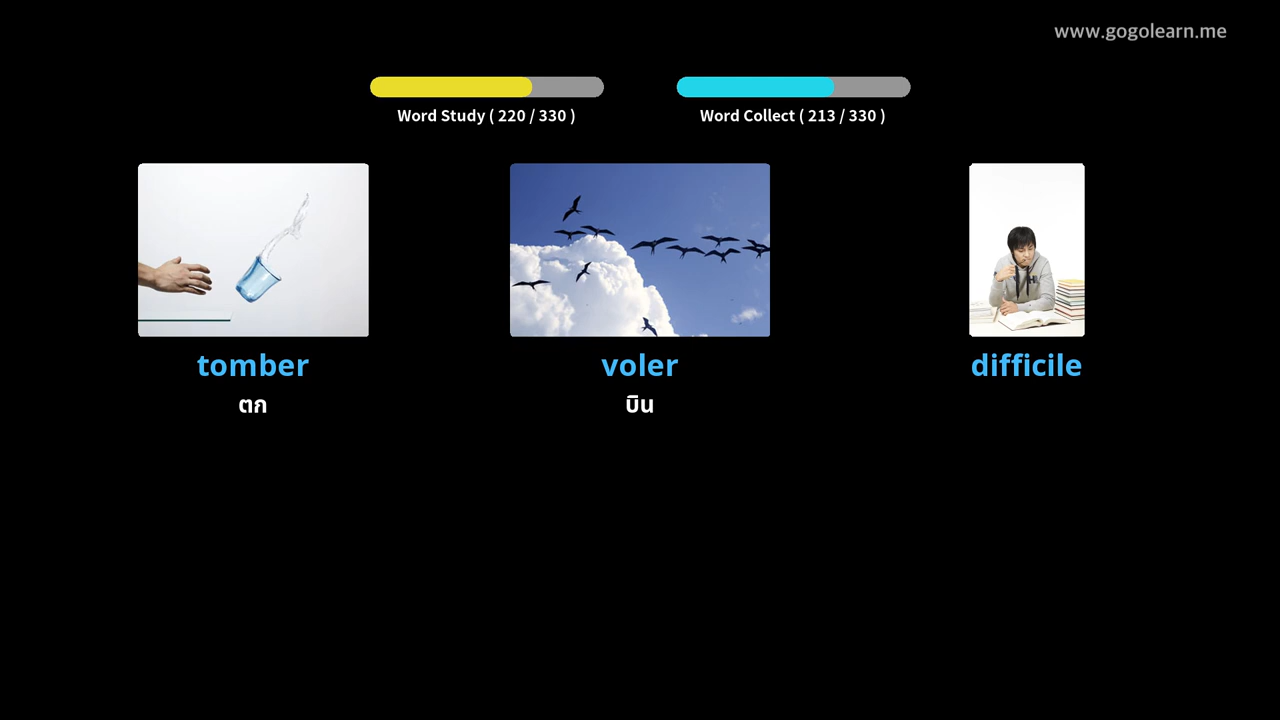 www.gogolearn.me
Word Study ( 220 / 330 )
Word Collect ( 213 / 330 )
tomber
ตก
voler
บิน
difficile